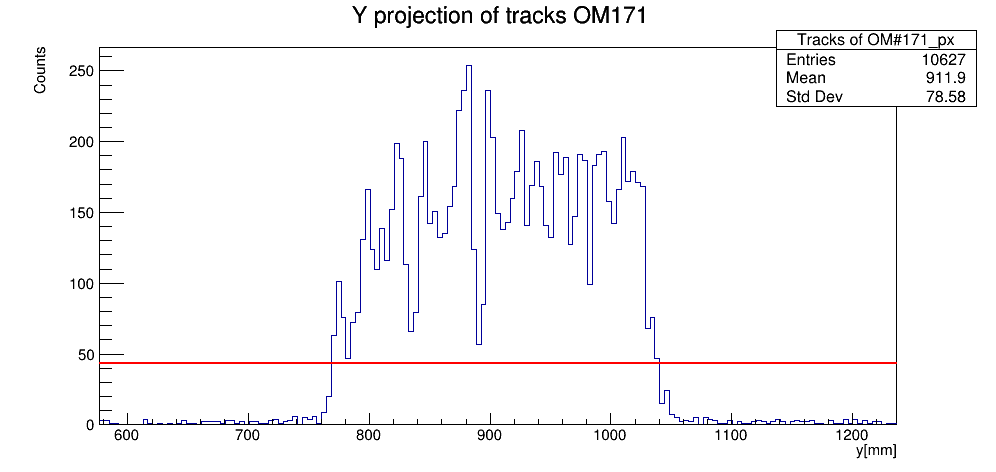 Y projection of tracks OM171
Counts
Tracks of OM#171_px
Entries 10627
Mean 911.9
Std Dev 78.58
250
200
150
100
50
0
600 700 800 900 1000 1100 1200
y[mm]